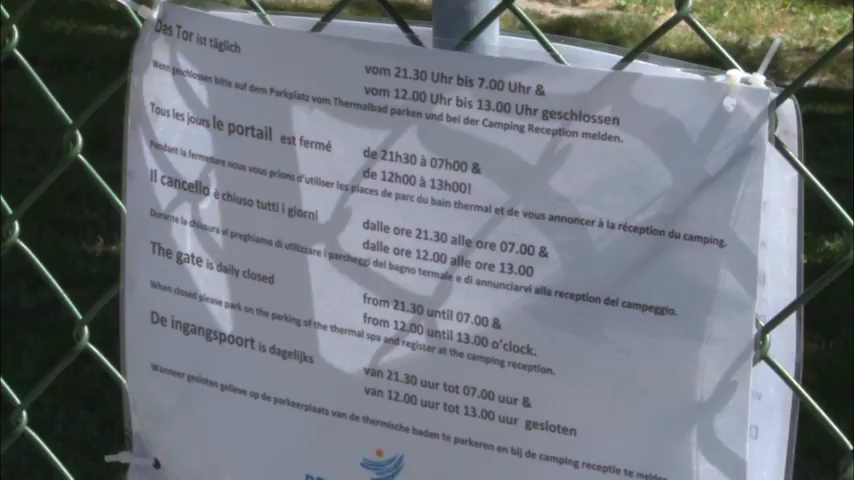 Das Tor ist täglich
vom 21.30 Uhr bis 7.00 Uhr &
vom 12.00 Uhr bis 13.00 Uhr geschlossen
Wenn geschlossen bitte auf dem Parkplatz vom Thermalbad parken und bei der Camping Reception melden.
Tous les jours le portail est fermé
de 21h30 à 07h00 &
de 12h00 à 13h00!
Pendant la fermeture nous vous prions d'utiliser les places de parc du bain thermal et de vous annoncer à la réception du camping.
Il cancello è chiuso tutti i giorni
dalle ore 21.30 alle ore 07.00 &
dalle ore 12.00 alle ore 13.00
Durante la chiusura vi preghiamo di utilizzare i parcheggi del bagno termale e di annunciarvi alla reception del campeggio.
The gate is daily closed
from 21.30 until 07.00 &
from 12.00 until 13.00 o'clock.
When closed please park on the parking of the thermal spa and register at the camping reception.
De ingangspoort is dagelijks
van 21.30 uur tot 07.00 uur &
van 12.00 uur tot 13.00 uur gesloten
Wanneer gesloten gelieve op de parkeerplaats van de thermische baden te parkeren en bij de camping receptie te